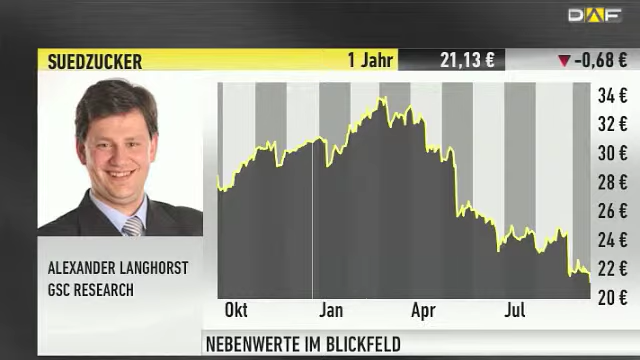 DAF
SUEDZUCKER 1 Jahr 21,13 € -0,68 €
34 €
32 €
30 €
28 €
26 €
24 €
22 €
20 €
Okt Jan Apr Jul
ALEXANDER LANGHORST
GSC RESEARCH
NEBENWERTE IM BLICKFELD